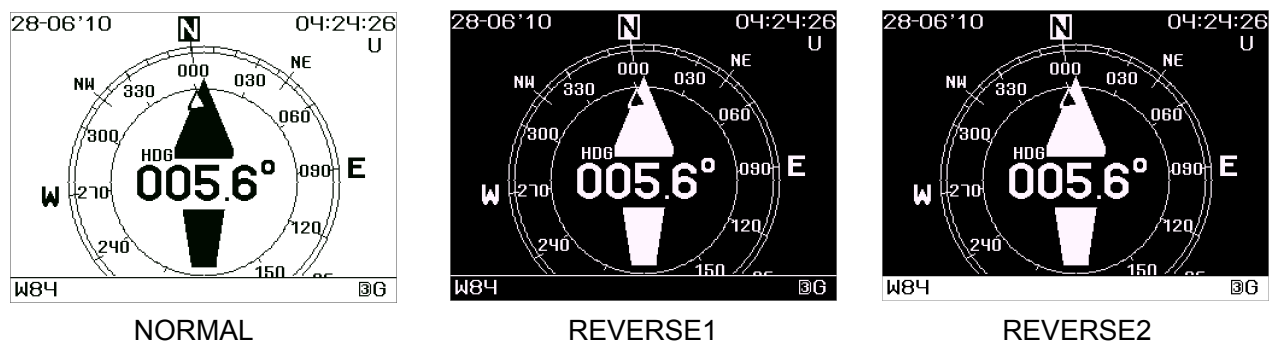 28-06'10 N 04:24:26
U
NE
NW 000 030
330
060
300
HDG
005.6°
090 E
W 270
120
240
150
W84 3G
NORMAL
28-06'10 N 04:24:26
U
NE
NW 000 030
330
060
300
HDG
005.6°
090 E
W 270
120
240
150
W84 3G
REVERSE1
28-06'10 N 04:24:26
U
NE
NW 000 030
330
060
300
HDG
005.6°
090 E
W 270
120
240
150
W84 3G
REVERSE2